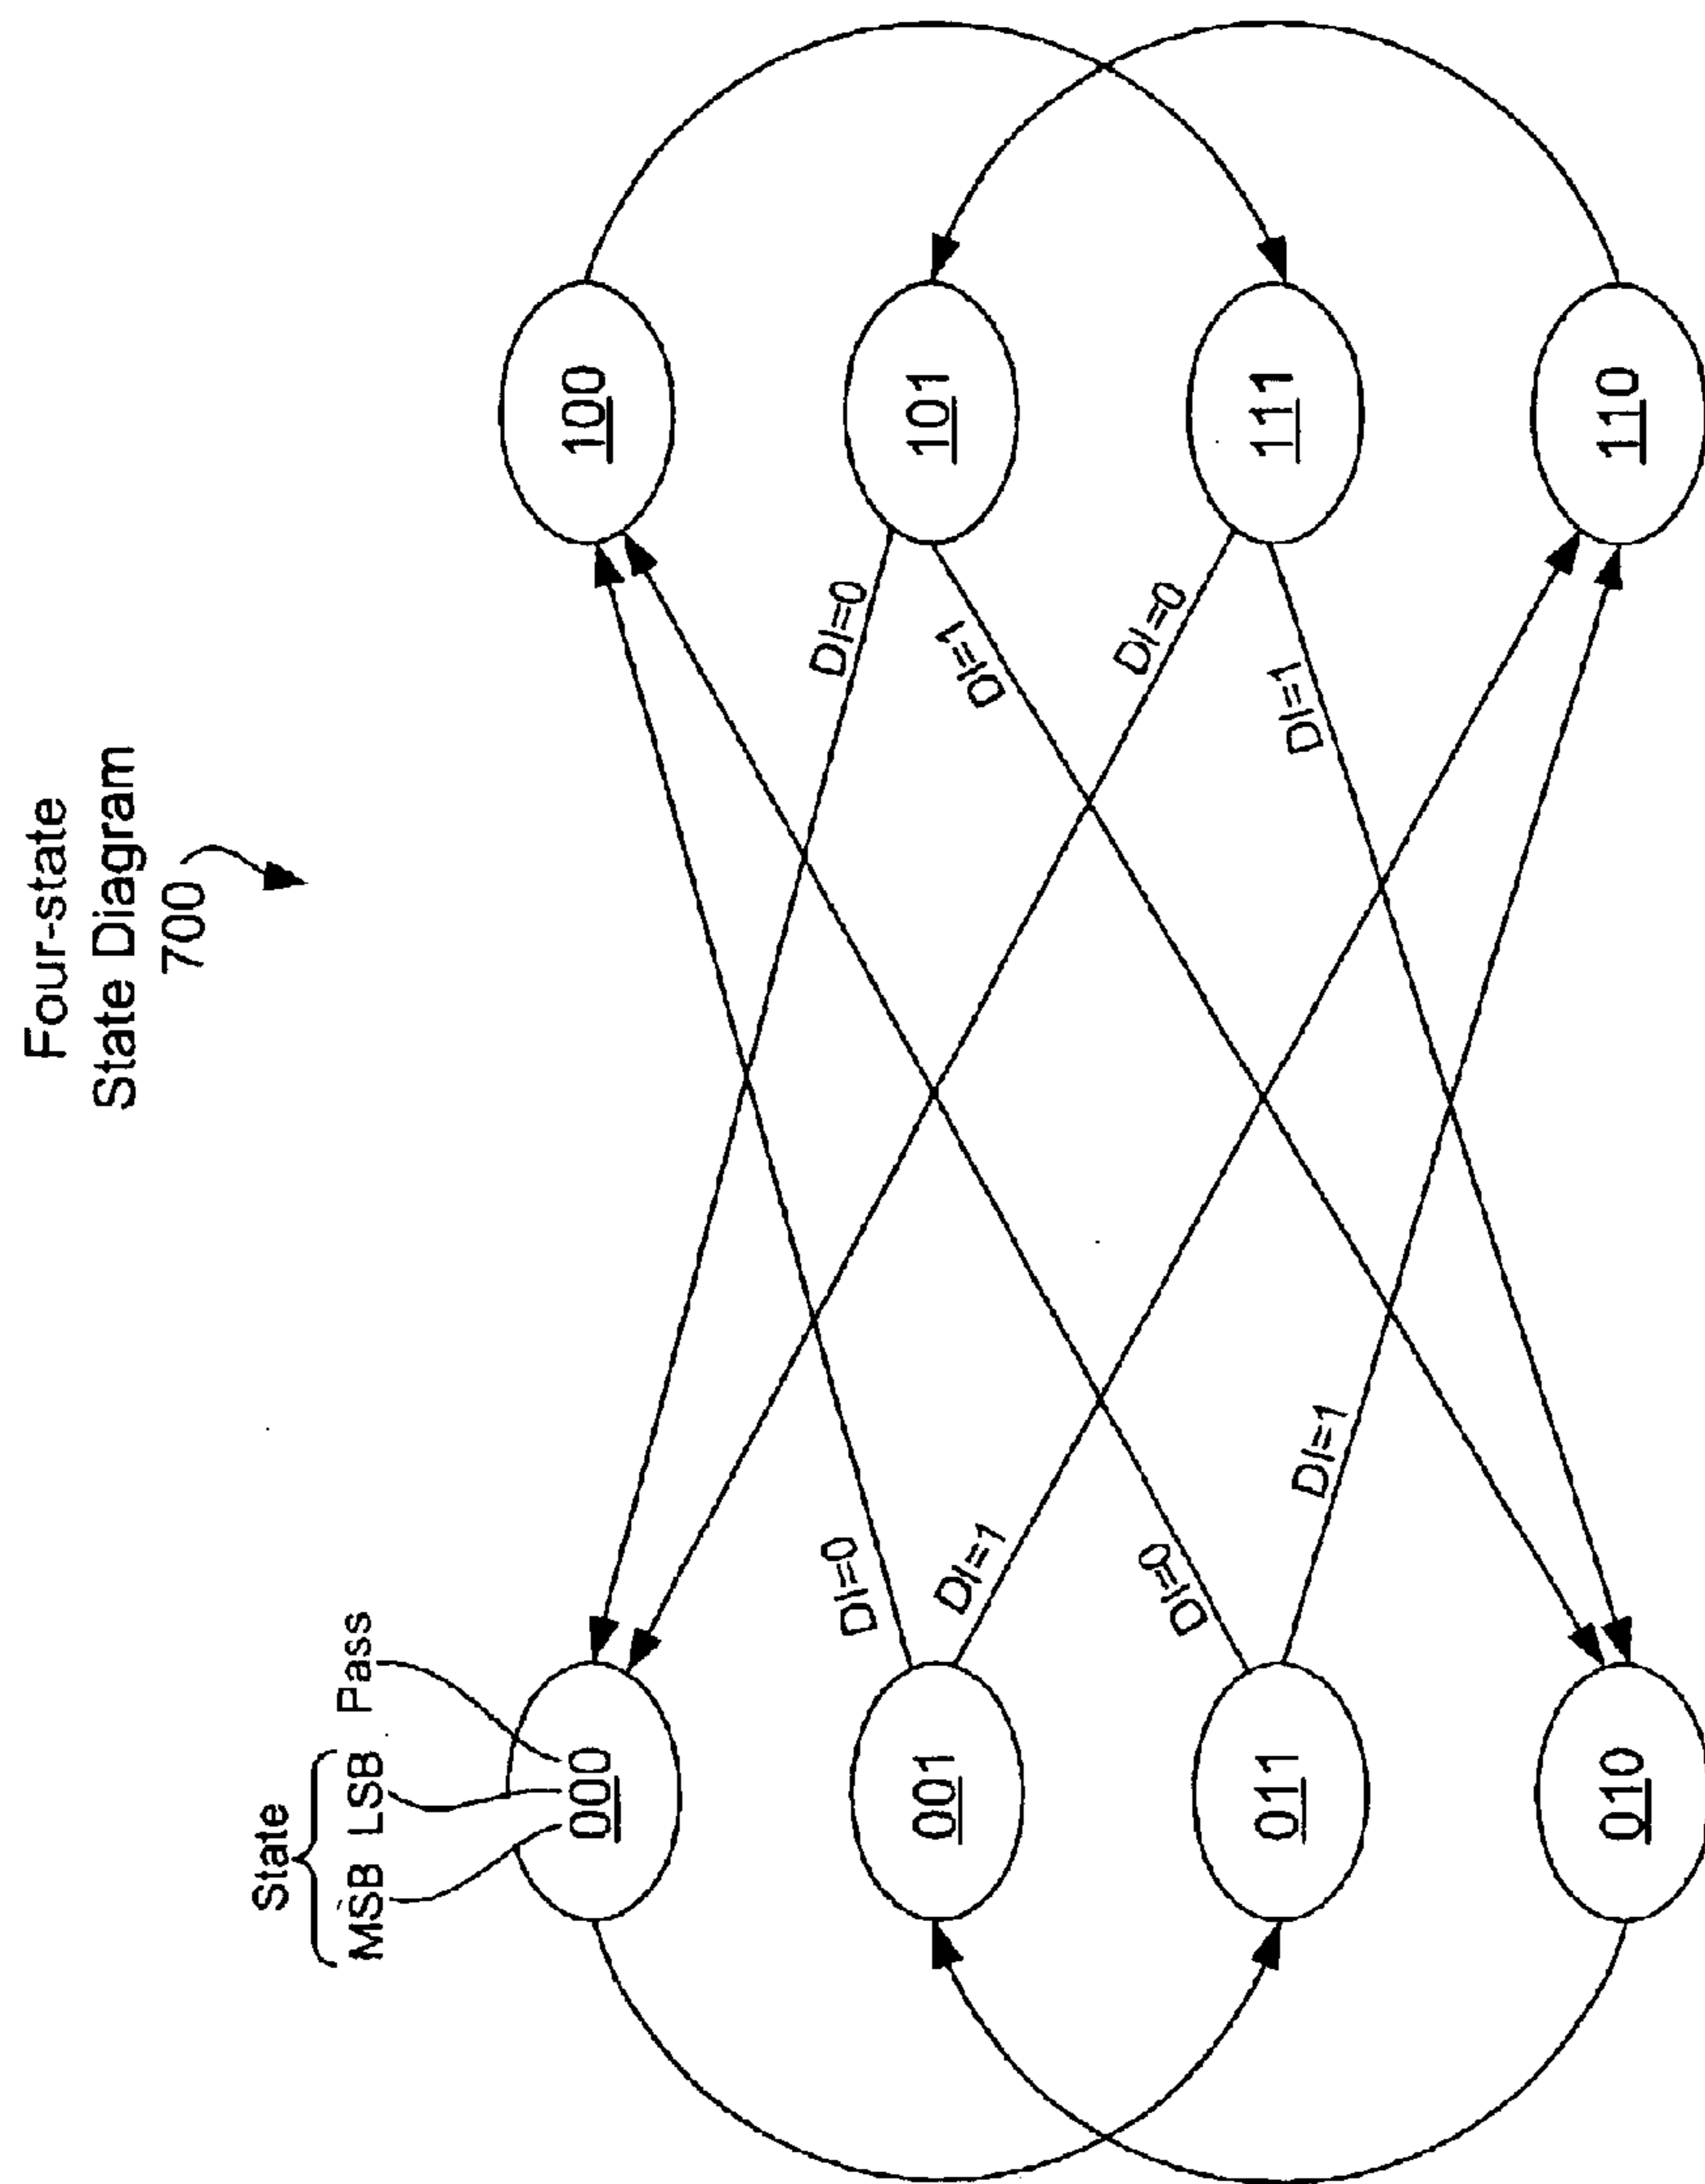 Four-state
State Diagram
700
State
MSB LSB Pass
000
100
DI=0
DI=0
001
101
DI=1
DI=1
DI=0
DI=0
011
111
DI=1
DI=1
010
110